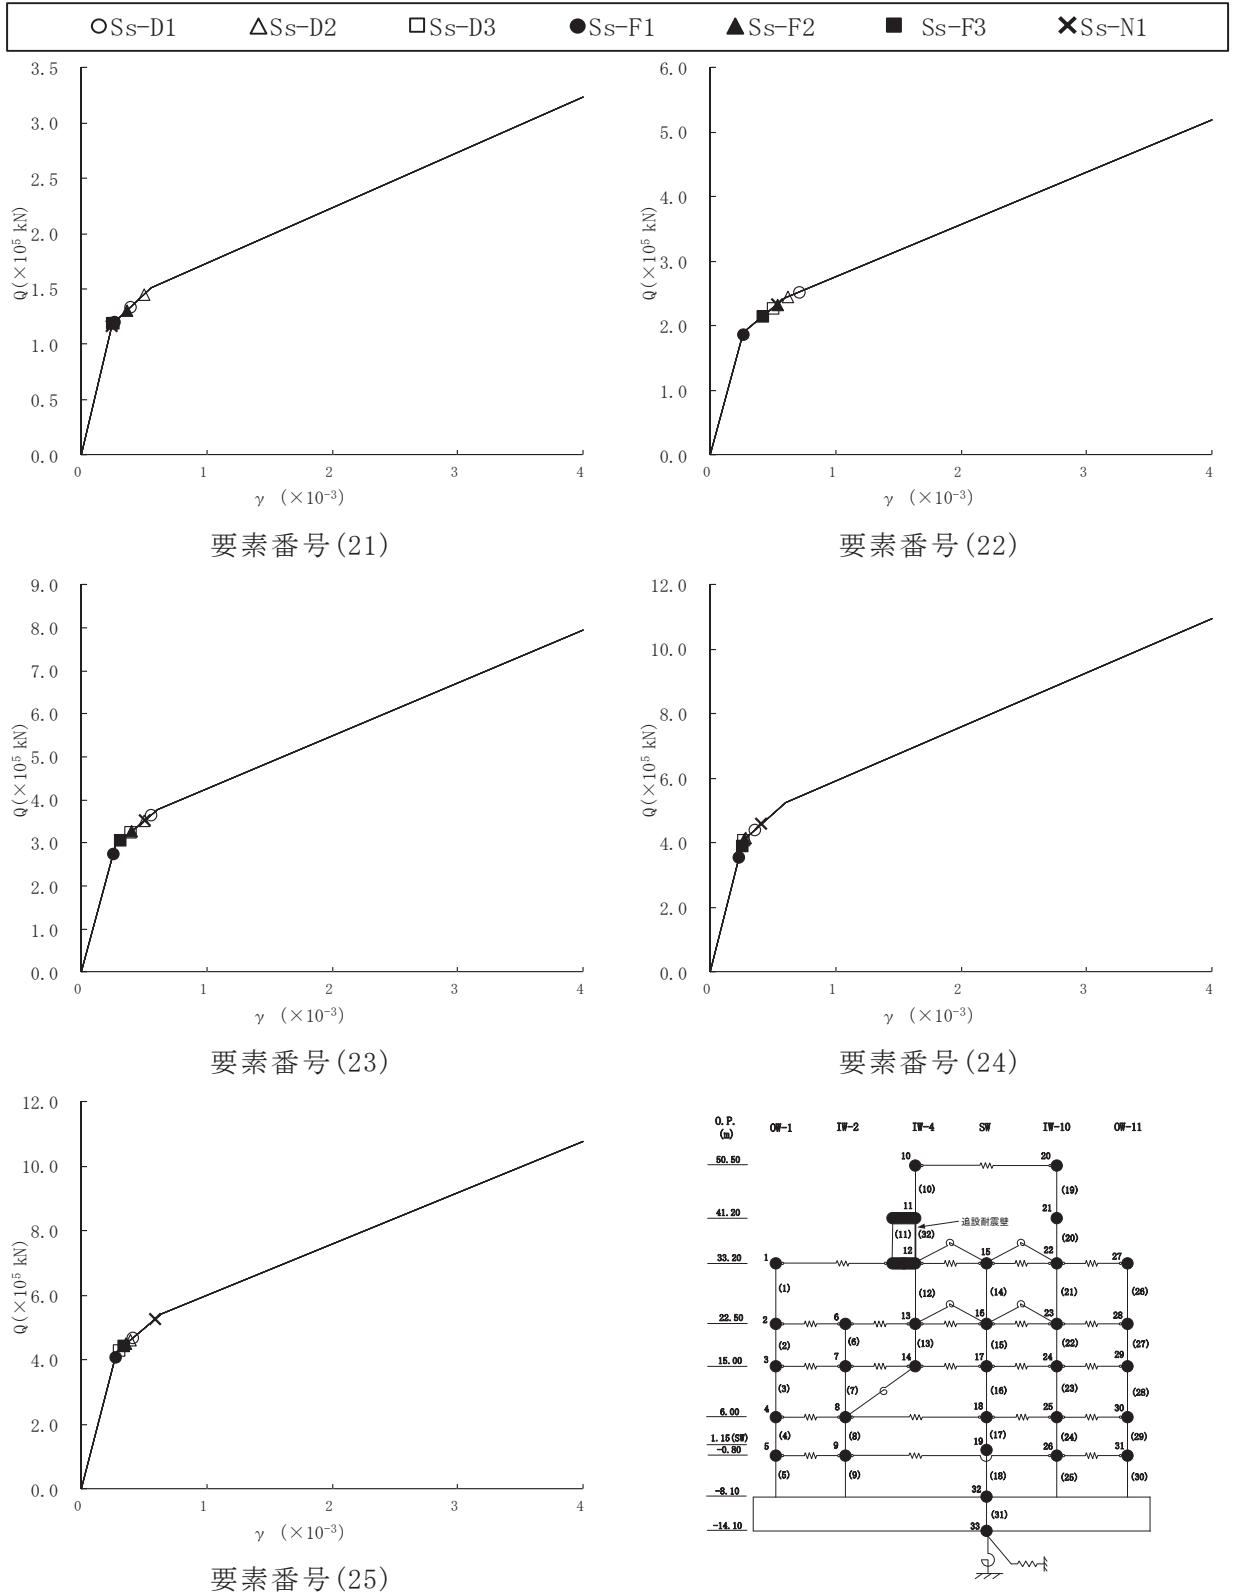 ○Ss-D1 △Ss-D2 □Ss-D3 ●Ss-F1 ▲Ss-F2 ■ Ss-F3 ×Ss-N1
3.5
3.0
2.5
2.0
1.5
1.0
0.5
0.0
Q(×10⁵ kN)
0 1 2 3 4
γ (×10⁻³)
要素番号(21)
6.0
5.0
4.0
3.0
2.0
1.0
0.0
Q(×10⁵ kN)
0 1 2 3 4
γ (×10⁻³)
要素番号(22)
9.0
8.0
7.0
6.0
5.0
4.0
3.0
2.0
1.0
0.0
Q(×10⁵ kN)
0 1 2 3 4
γ (×10⁻³)
要素番号(23)
12.0
10.0
8.0
6.0
4.0
2.0
0.0
Q(×10⁵ kN)
0 1 2 3 4
γ (×10⁻³)
要素番号(24)
12.0
10.0
8.0
6.0
4.0
2.0
0.0
Q(×10⁵ kN)
0 1 2 3 4
γ (×10⁻³)
要素番号(25)
O.P. (m) OW-1 IW-2 IW-4 SW IW-10 OW-11
50.50 10 20
(10) (19)
41.20 11 21
追設耐震壁
(11) (32) (20)
33.20 1 12 15 22 27
(1) (12) (14) (21) (26)
22.50 2 6 13 16 23 28
(2) (6) (13) (15) (22) (27)
15.00 3 7 14 17 24 29
(3) (7) (16) (23) (28)
6.00 4 8 18 25 30
(4) (8) (17) (24) (29)
1.15(SW) 19
-0.80 5 9 26 31
(5) (9) (18) (25) (30)
-8.10 32
(31)
-14.10 33